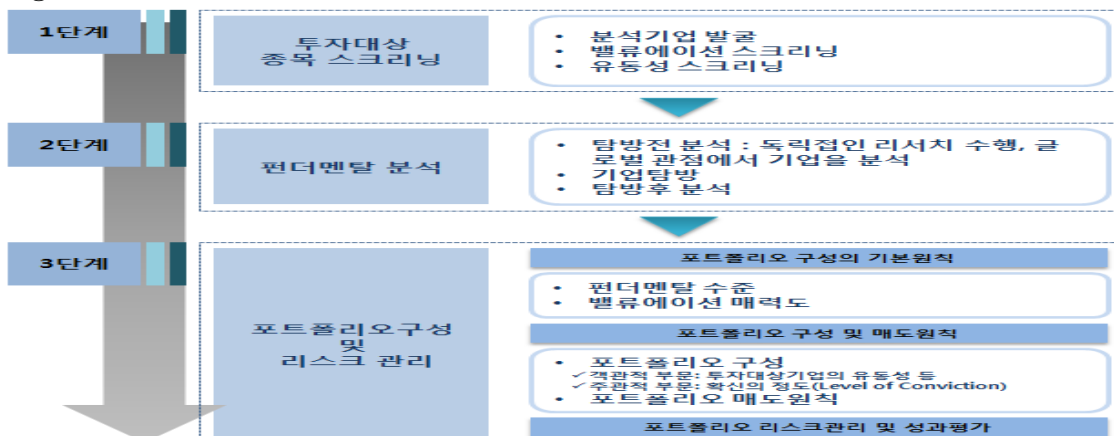 1단계
투자대상
종목 스크리닝
• 분석기업 발굴
• 밸류에이션 스크리닝
• 유동성 스크리닝
2단계
펀더멘탈 분석
• 탐방전 분석 : 독릭접인 리서치 수행, 글
로벌 관점에서 기업을 분석
• 기업탐방
• 탐방후 분석
3단계
포트폴리오구성
및
리스크 관리
포트폴리오 구성의 기본원칙
• 펀더멘탈 수준
• 밸류에이션 매력도
포트폴리오 구성 및 매도원칙
• 포트폴리오 구성
✓객관적 부문: 투자대상기업의 유동성 등
✓주관적 부문: 확신의 정도(Level of Conviction)
• 포트폴리오 매도원칙
포트폴리오 리스크관리 및 성과평가